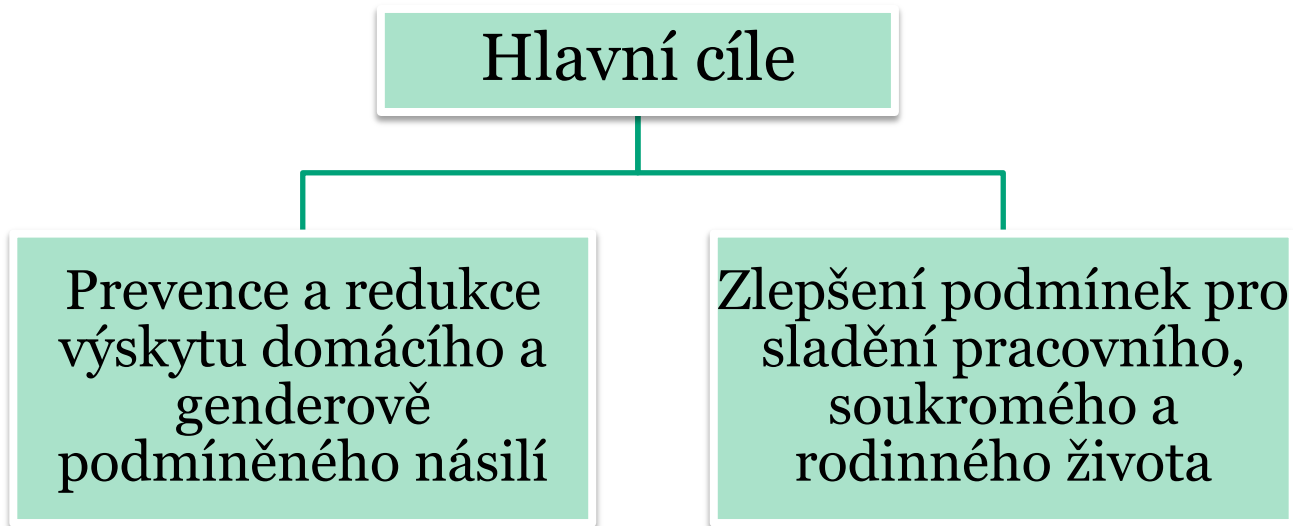 Hlavní cíle
Prevence a redukce
výskytu domácího a
genderově
podmíněného násilí
Zlepšení podmínek pro
sladění pracovního,
soukromého a
rodinného života